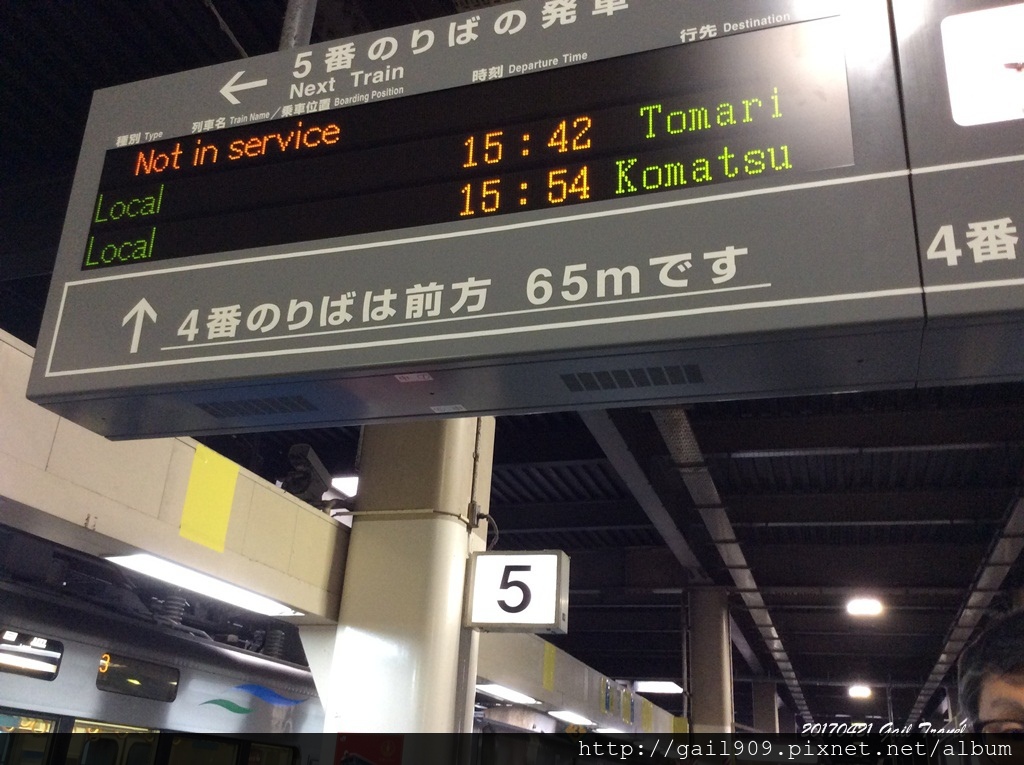 ← 5番のりばの発車
Next Train
種別 Type
列車名 Train Name/乗車位置 Boarding Position
時刻 Departure Time
行先 Destination
Not in service
Local 15:42 Tomari
Local 15:54 Komatsu
↑ 4番のりばは前方 65mです
4番
5
3
20170421 Gail Travel
http://gail909.pixnet.net/album